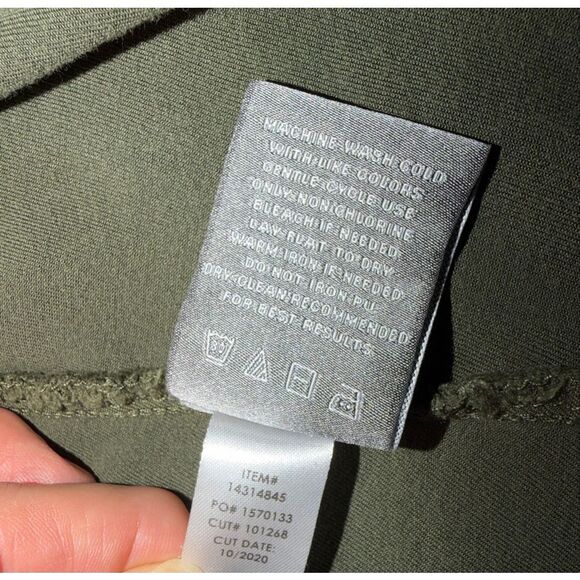 MACHINE WASH COLD
WITH LIKE COLORS
GENTLE CYCLE USE
ONLY NON CHLORINE
BLEACH IF NEEDED
LAY FLAT TO DRY
WARM IRON IF NEEDED
DO NOT IRON PU
DRY CLEAN RECOMMENDED
FOR BEST RESULTS
ITEM#
14314845
PO# 1570133
CUT# 101268
CUT DATE:
10/2020